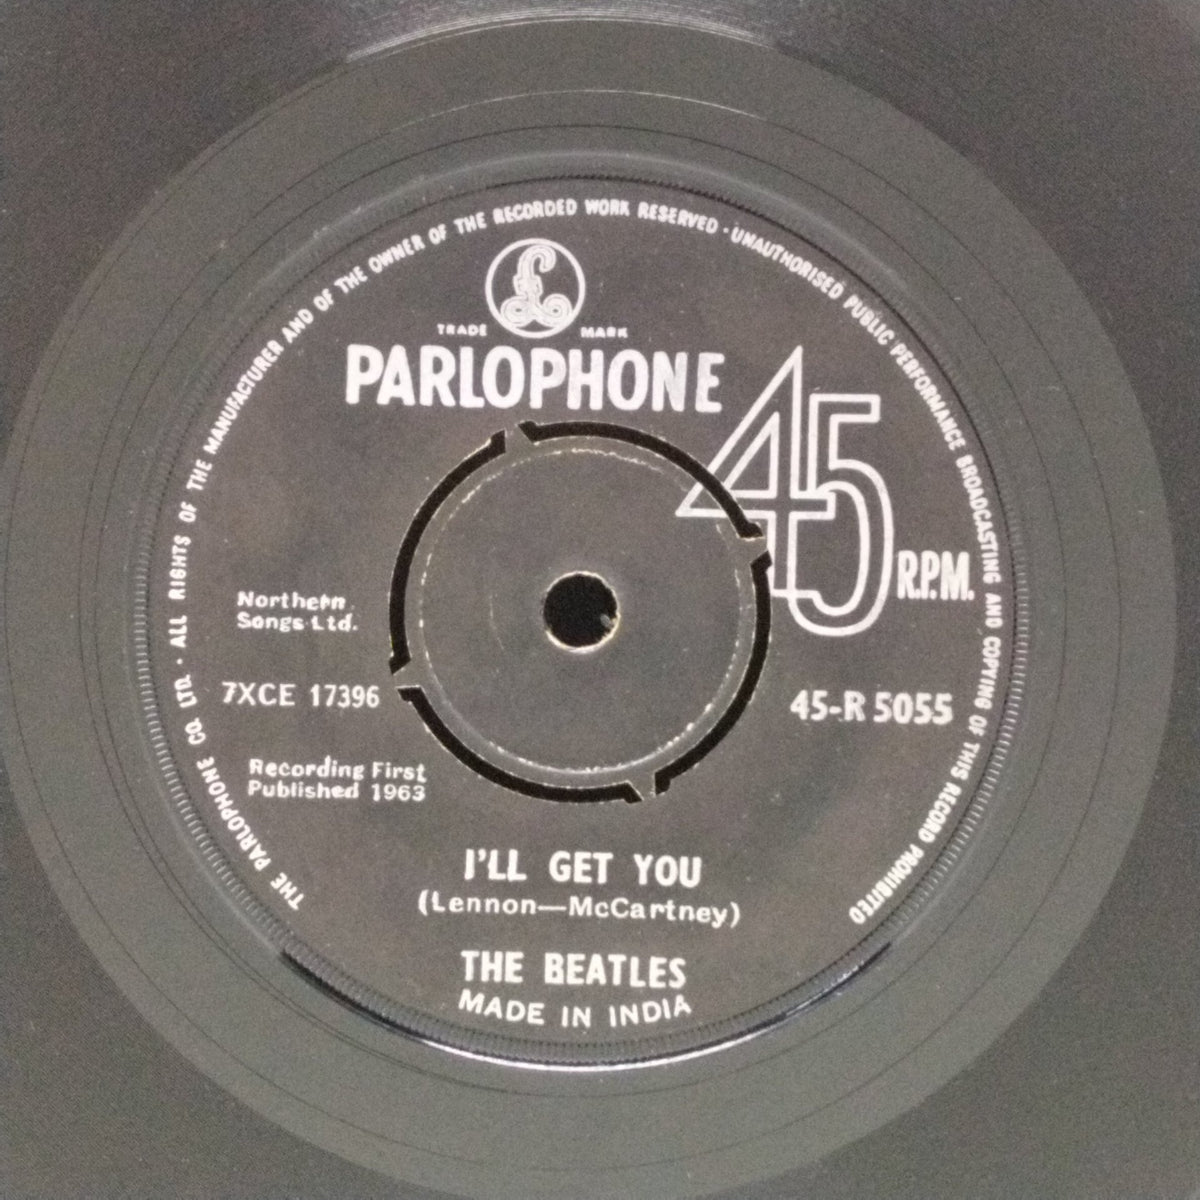 THE PARLOPHONE CO. LTD. · ALL RIGHTS OF THE MANUFACTURER AND OF THE OWNER OF THE RECORDED WORK RESERVED · UNAUTHORISED PUBLIC PERFORMANCE BROADCASTING AND COPYING OF THIS RECORD PROHIBITED
£
TRADE MARK
PARLOPHONE
45
R.P.M.
Northern
Songs Ltd.
7XCE 17396
45-R 5055
Recording First
Published 1963
I'LL GET YOU
(Lennon—McCartney)
THE BEATLES
MADE IN INDIA